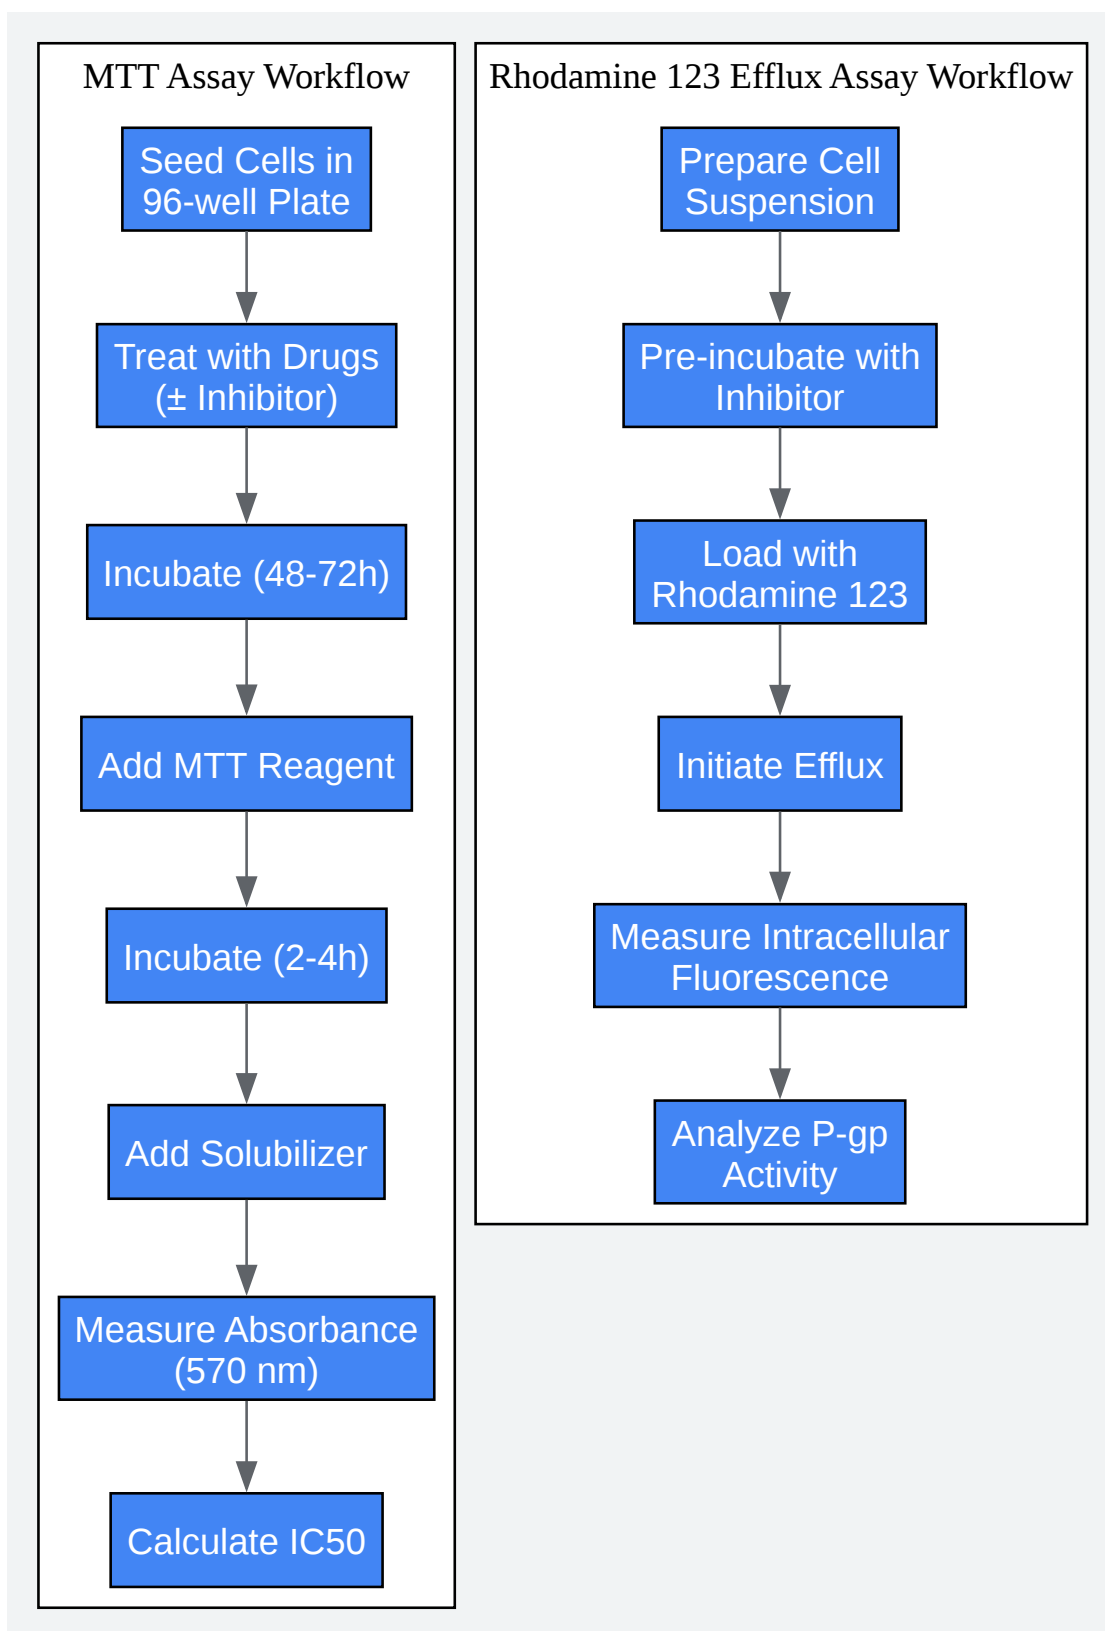 MTT Assay Workflow
Seed Cells in
96-well Plate
Treat with Drugs
(± Inhibitor)
Incubate (48-72h)
Add MTT Reagent
Incubate (2-4h)
Add Solubilizer
Measure Absorbance
(570 nm)
Calculate IC50
Rhodamine 123 Efflux Assay Workflow
Prepare Cell
Suspension
Pre-incubate with
Inhibitor
Load with
Rhodamine 123
Initiate Efflux
Measure Intracellular
Fluorescence
Analyze P-gp
Activity